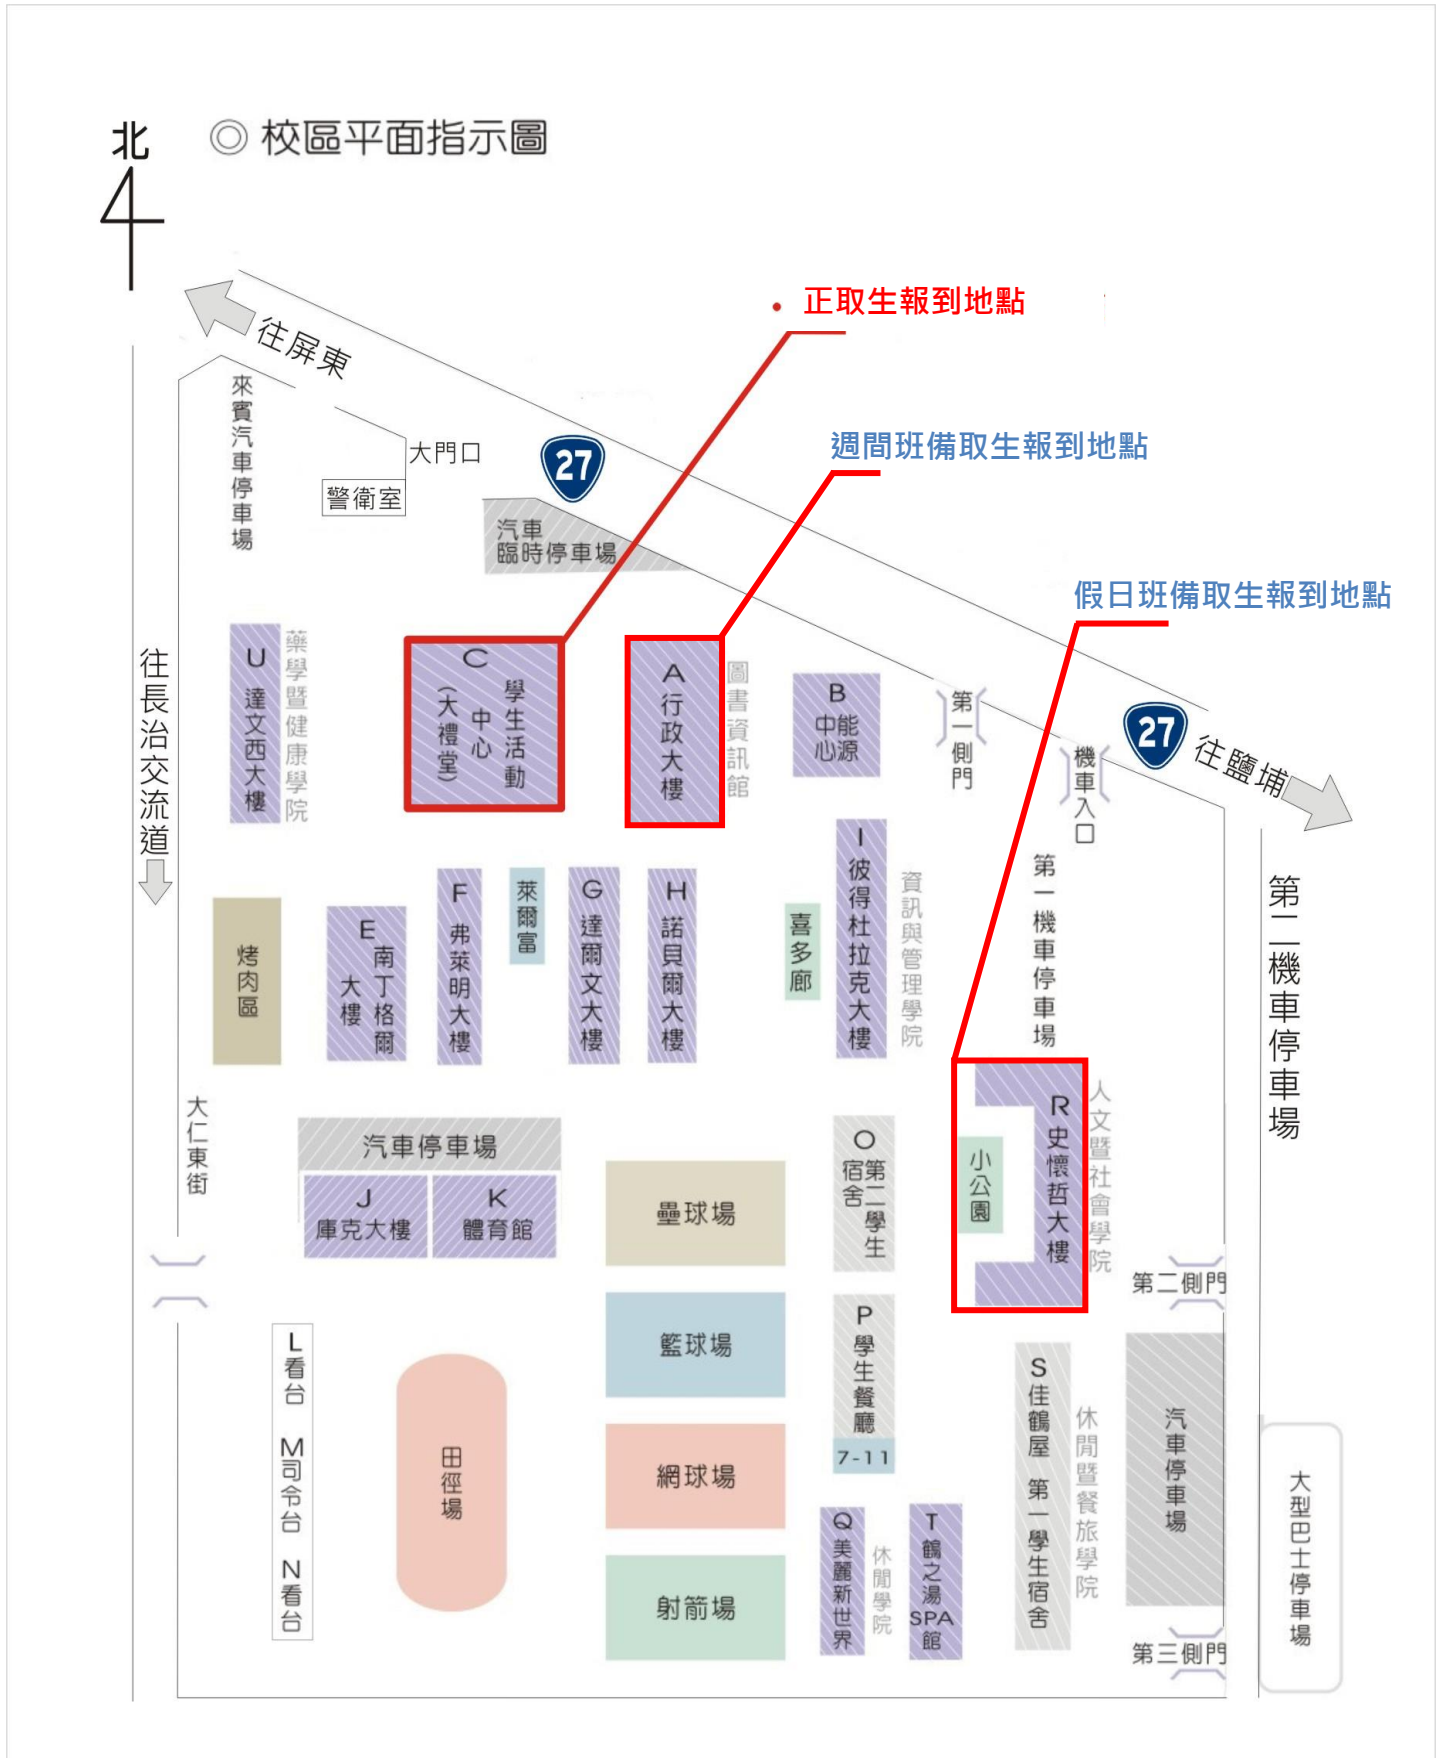 北
◎ 校區平面指示圖
• 正取生報到地點
往屏東
來賓汽車停車場
大門口
週間班備取生報到地點
27
警衛室
汽車
臨時停車場
假日班備取生報到地點
往長治交流道
U
達文西大樓
藥學暨健康學院
C
學生活動
中心
(大禮堂)
A
行政大樓
圖書資訊館
B
能源
中心
第一側門
機車入口
27
往鹽埔
烤肉區
E
南丁格爾
大樓
F
弗萊明大樓
萊爾富
G
達爾文大樓
H
諾貝爾大樓
喜多廊
I
彼得杜拉克大樓
資訊與管理學院
第一機車停車場
第二機車停車場
大仁東街
汽車停車場
J
庫克大樓
K
體育館
壘球場
O
第二學生
宿舍
小公園
R
史懷哲大樓
人文暨社會學院
第二側門
L
看台
M
司令台
N
看台
田徑場
籃球場
網球場
射箭場
P
學生餐廳
7-11
S
佳鶴屋 第一學生宿舍
休閒暨餐旅學院
汽車停車場
大型巴士停車場
Q
美麗新世界
休閒學院
T
鶴之湯
SPA
館
第三側門